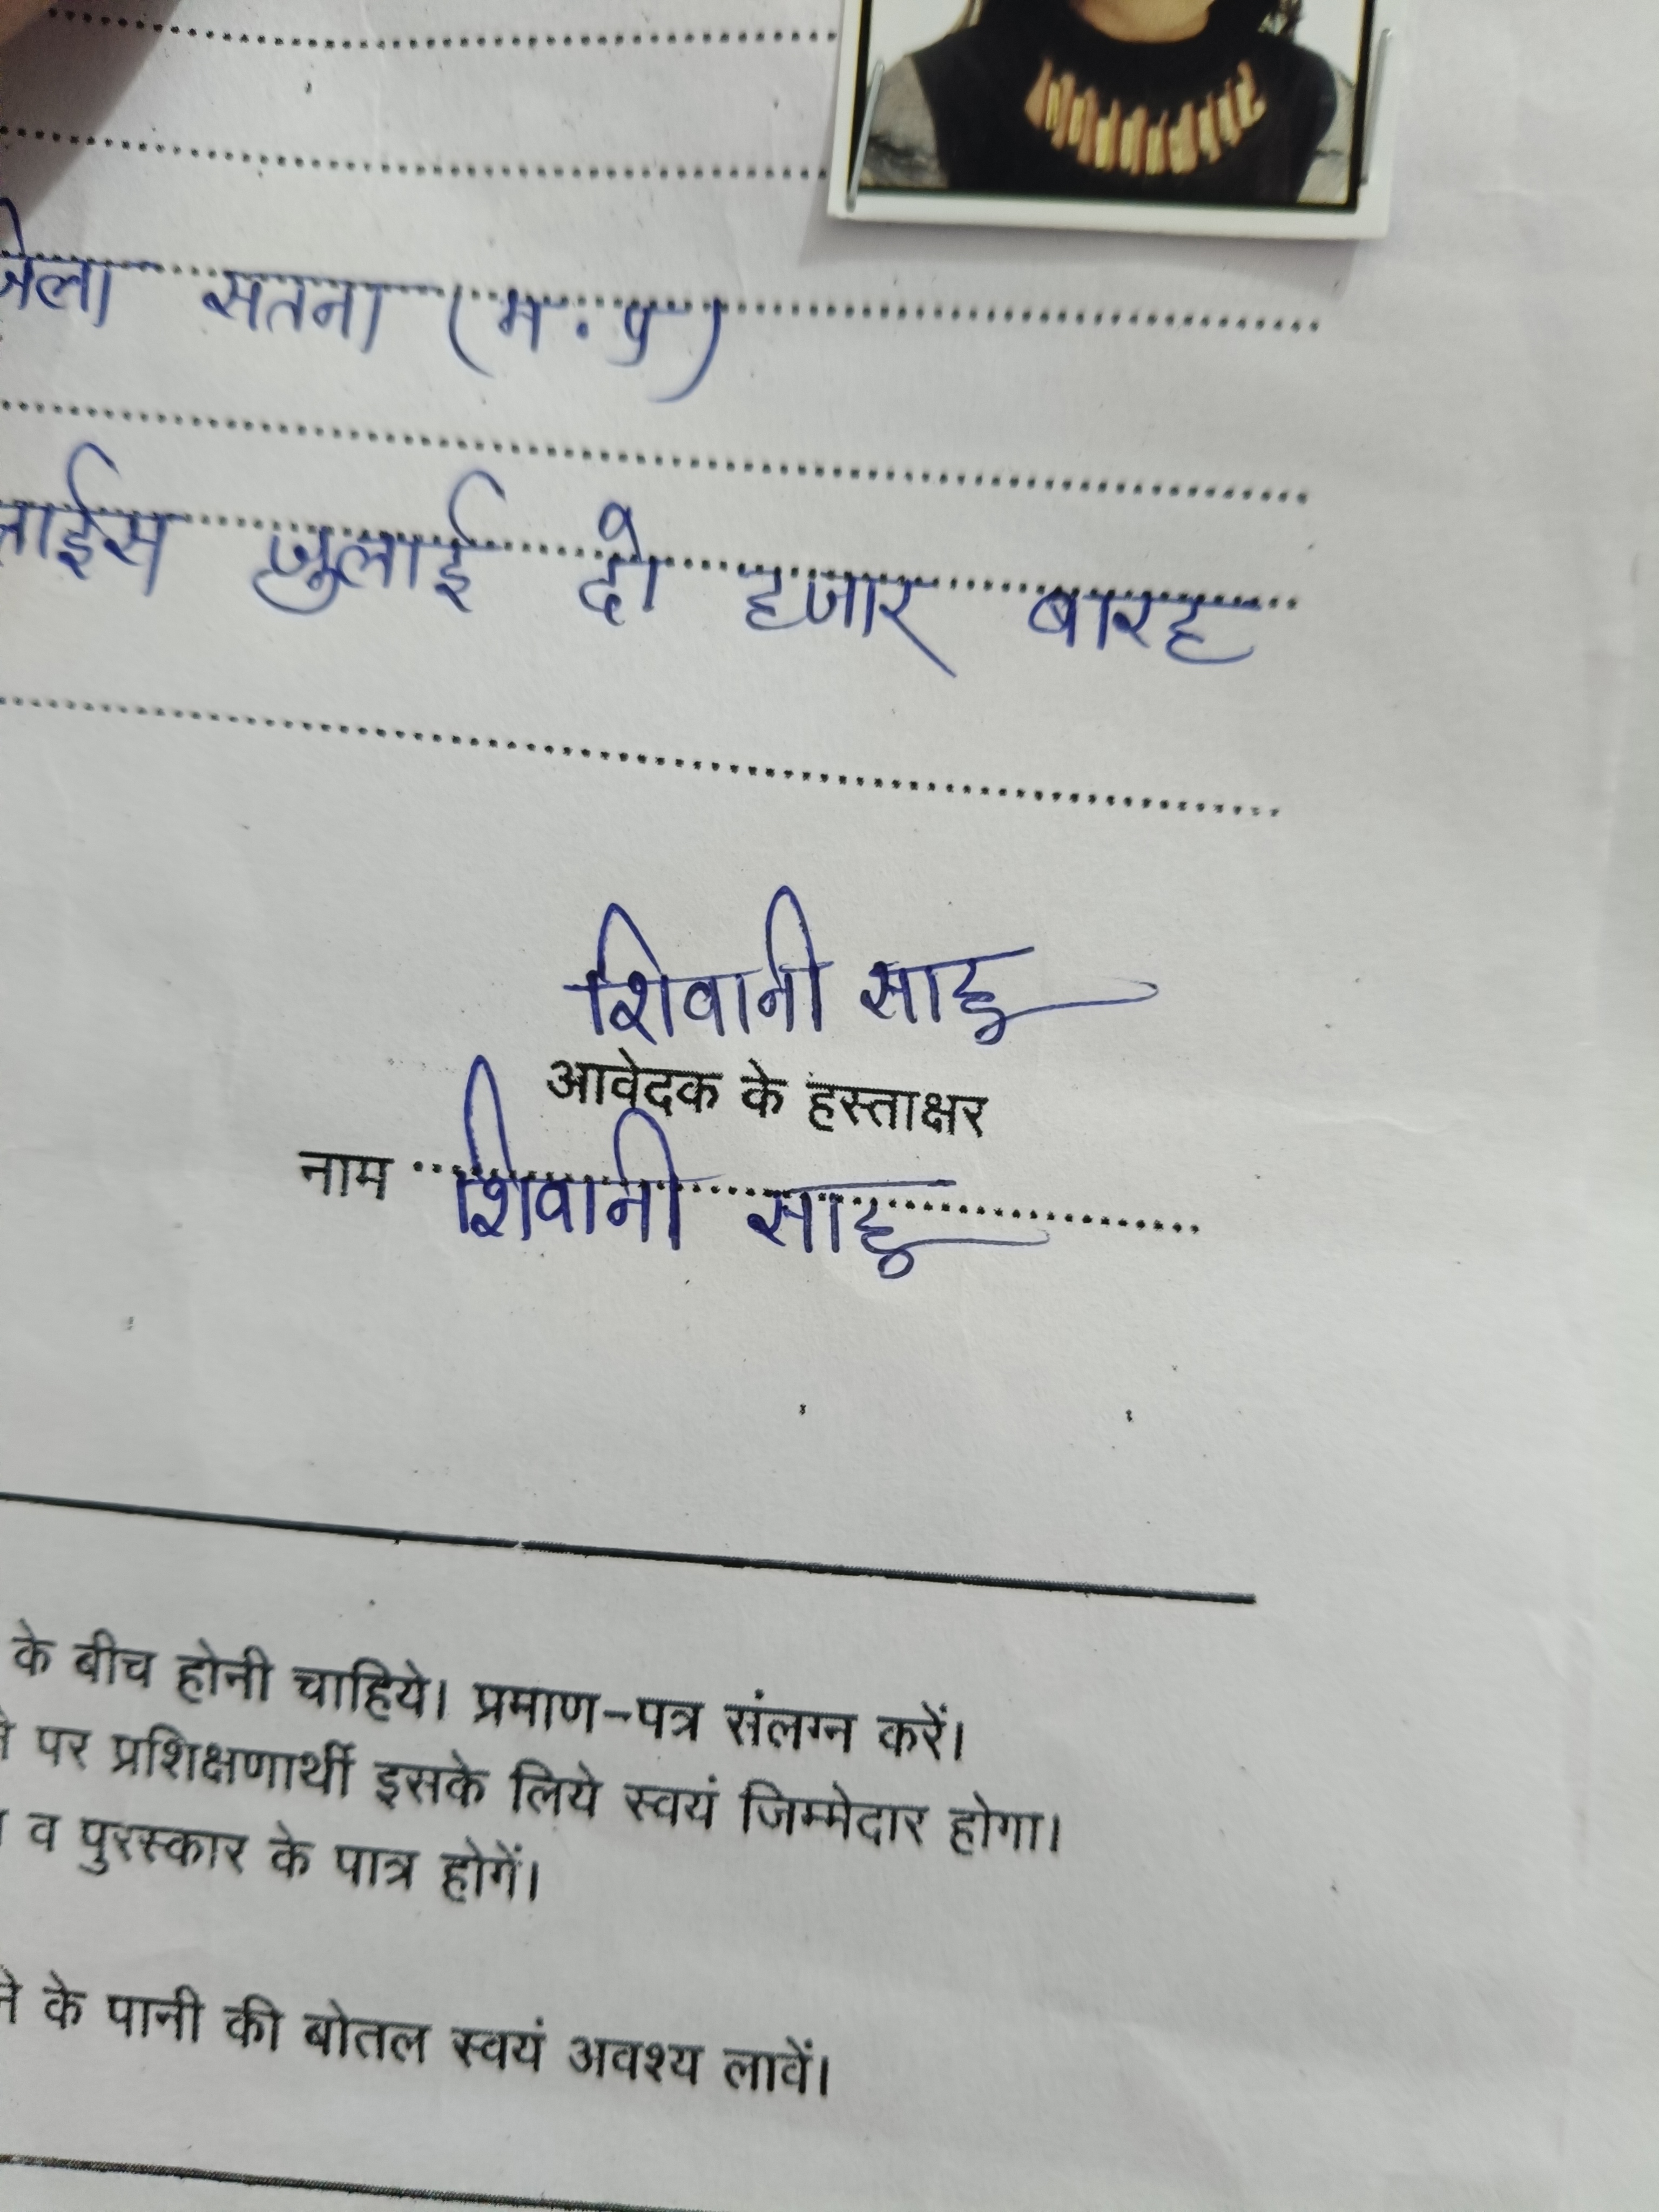 जिला सतना (म.प्र)
जुलाई दो हजार बारह
शिवानी साहू
आवेदक के हस्ताक्षर
नाम शिवानी साहू
के बीच होनी चाहिये। प्रमाण-पत्र संलग्न करें।
पर प्रशिक्षणार्थी इसके लिये स्वयं जिम्मेदार होगा।
व पुरस्कार के पात्र होगें।
के पानी की बोतल स्वयं अवश्य लावें।